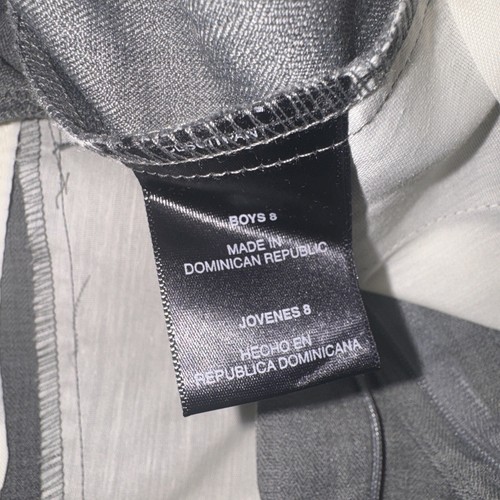 BOYS 8
MADE IN
DOMINICAN REPUBLIC
JOVENES 8
HECHO EN
REPUBLICA DOMINICANA